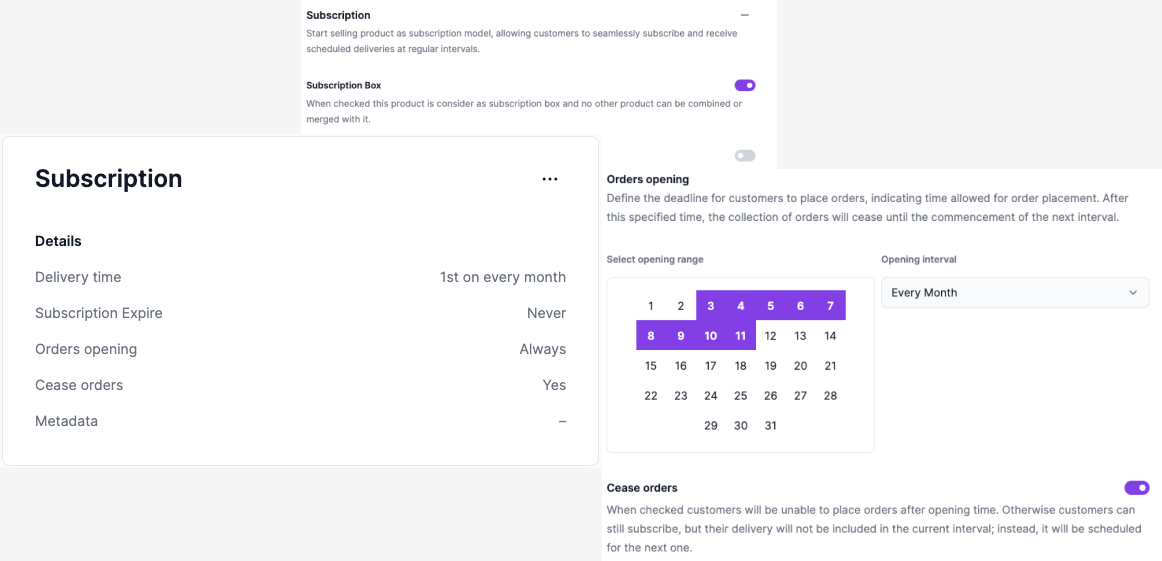 Subscription
Start selling product as subscription model, allowing customers to seamlessly subscribe and receive
scheduled deliveries at regular intervals.
Subscription Box
When checked this product is consider as subscription box and no other product can be combined or
merged with it.
Subscription
Details
Delivery time 1st on every month
Subscription Expire Never
Orders opening Always
Cease orders Yes
Metadata –
Orders opening
Define the deadline for customers to place orders, indicating time allowed for order placement. After
this specified time, the collection of orders will cease until the commencement of the next interval.
Select opening range
Opening interval
Every Month
1 2 3 4 5 6 7
8 9 10 11 12 13 14
15 16 17 18 19 20 21
22 23 24 25 26 27 28
29 30 31
Cease orders
When checked customers will be unable to place orders after opening time. Otherwise customers can
still subscribe, but their delivery will not be included in the current interval; instead, it will be scheduled
for the next one.